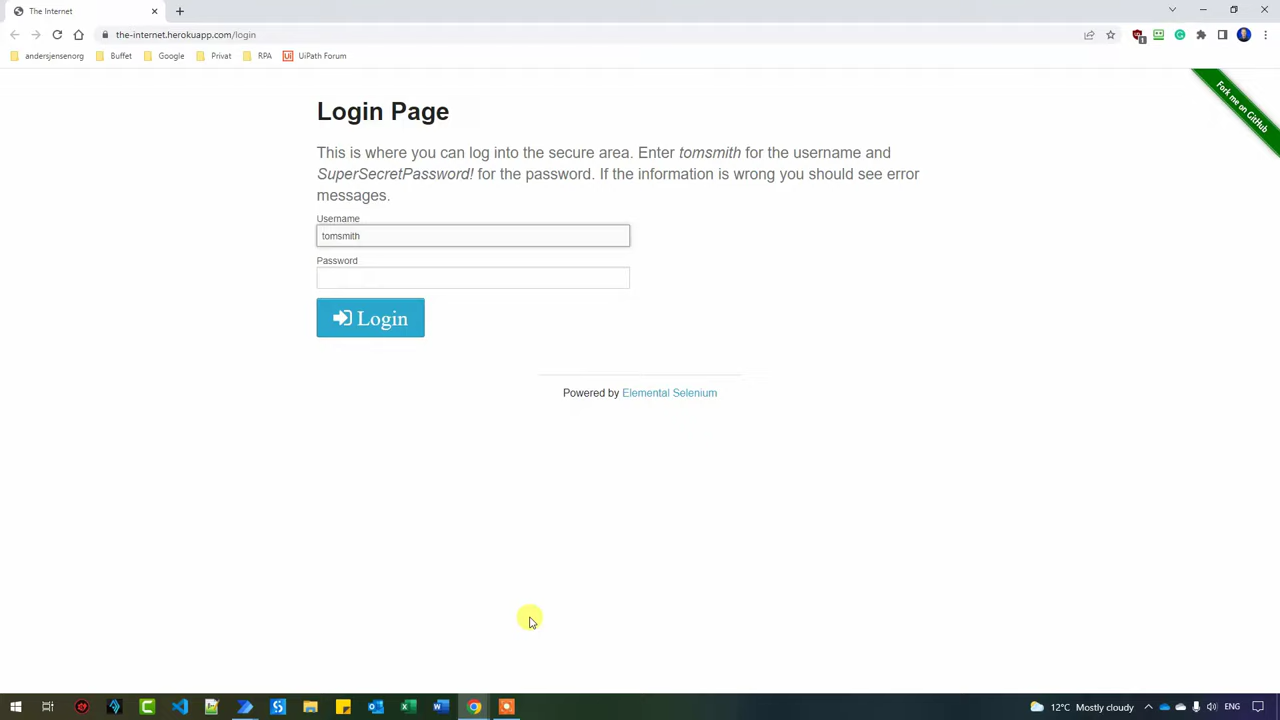 The Internet
the-internet.herokuapp.com/login
1
andersjensenorg Buffet Google Privat RPA Ui UiPath Forum
Fork me on GitHub
Login Page
This is where you can log into the secure area. Enter tomsmith for the username and
SuperSecretPassword! for the password. If the information is wrong you should see error
messages.
Username
tomsmith
Password
Login
Powered by Elemental Selenium
12°C Mostly cloudy ENG